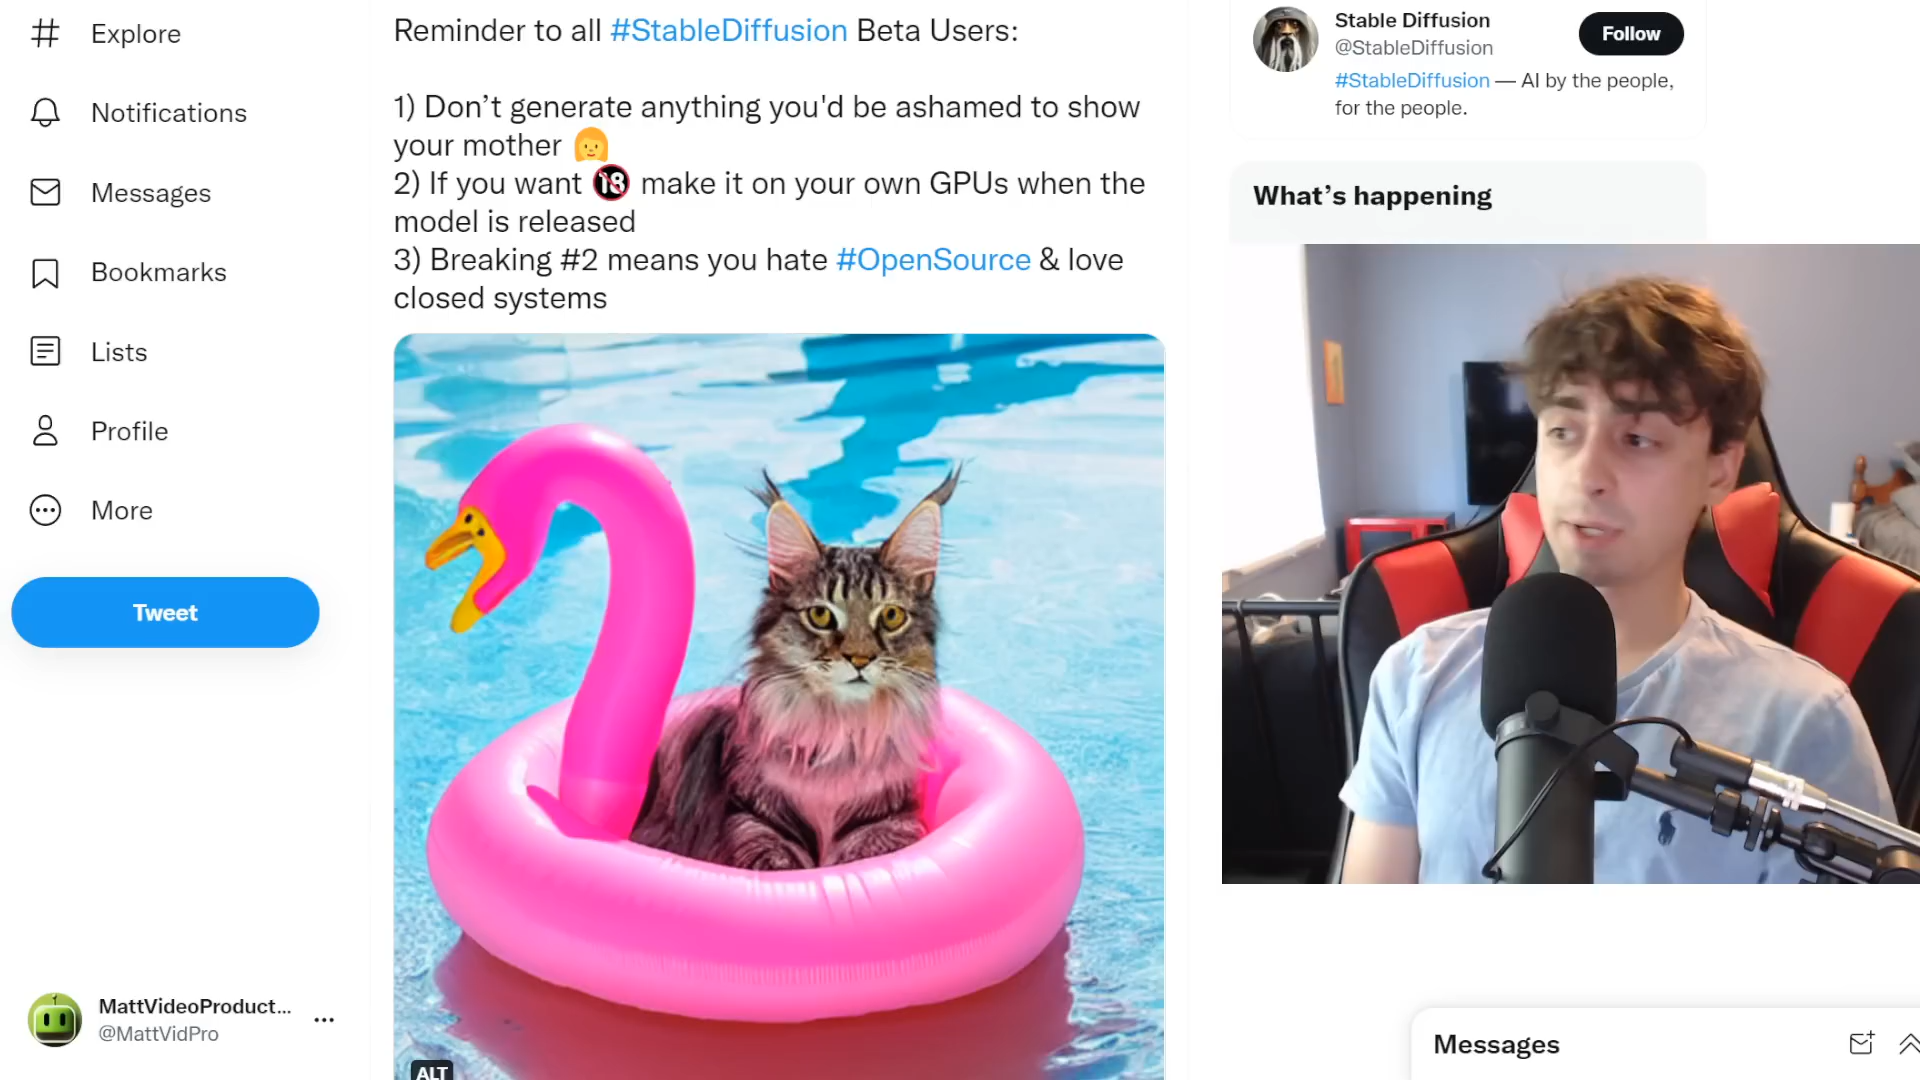 Explore
Notifications
Messages
Bookmarks
Lists
Profile
More
Tweet
MattVideoProduct...
@MattVidPro
Reminder to all #StableDiffusion Beta Users:
1) Don’t generate anything you'd be ashamed to show
your mother 👩
2) If you want 🔞 make it on your own GPUs when the
model is released
3) Breaking #2 means you hate #OpenSource & love
closed systems
ALT
Stable Diffusion
@StableDiffusion
Follow
#StableDiffusion — AI by the people,
for the people.
What’s happening
Messages